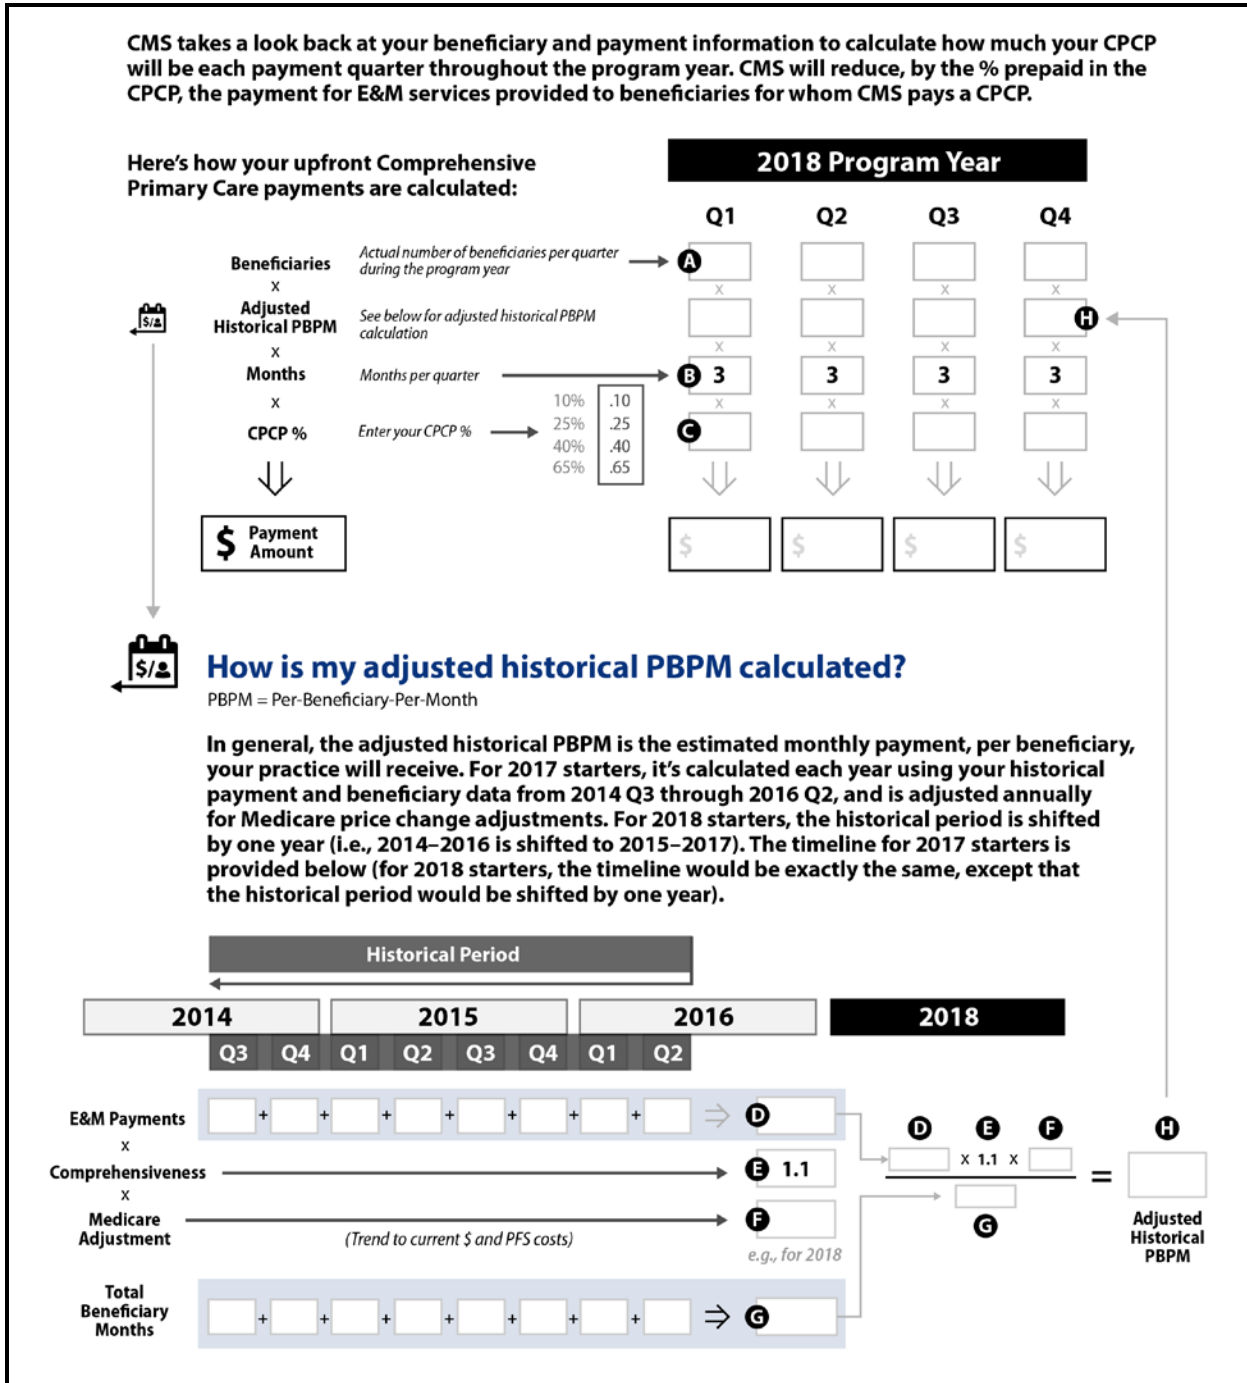 CMS takes a look back at your beneficiary and payment information to calculate how much your CPCP
will be each payment quarter throughout the program year. CMS will reduce, by the % prepaid in the
CPCP, the payment for E&M services provided to beneficiaries for whom CMS pays a CPCP.
Here's how your upfront Comprehensive
Primary Care payments are calculated:
2018 Program Year
Q1 Q2 Q3 Q4
Beneficiaries
Actual number of beneficiaries per quarter
during the program year
A
x
x x x x
Adjusted
Historical PBPM
See below for adjusted historical PBPM
calculation
H
$/
x
x x x x
Months
Months per quarter
B 3 3 3 3
x
x x x x
CPCP %
Enter your CPCP %
10% .10
25% .25
40% .40
65% .65
C
$ Payment
Amount
$ $ $ $
$/
How is my adjusted historical PBPM calculated?
PBPM = Per-Beneficiary-Per-Month
In general, the adjusted historical PBPM is the estimated monthly payment, per beneficiary,
your practice will receive. For 2017 starters, it's calculated each year using your historical
payment and beneficiary data from 2014 Q3 through 2016 Q2, and is adjusted annually
for Medicare price change adjustments. For 2018 starters, the historical period is shifted
by one year (i.e., 2014–2016 is shifted to 2015–2017). The timeline for 2017 starters is
provided below (for 2018 starters, the timeline would be exactly the same, except that
the historical period would be shifted by one year).
Historical Period
2014 2015 2016 2018
Q3 Q4 Q1 Q2 Q3 Q4 Q1 Q2
E&M Payments
+ + + + + + +
D
x
Comprehensiveness
E 1.1
x
Medicare
Adjustment
(Trend to current $ and PFS costs)
F
e.g., for 2018
Total
Beneficiary
Months
+ + + + + + +
G
D E F H
x 1.1 x
=
G
Adjusted
Historical
PBPM